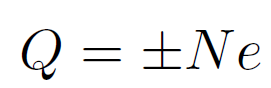 Q = ±Ne